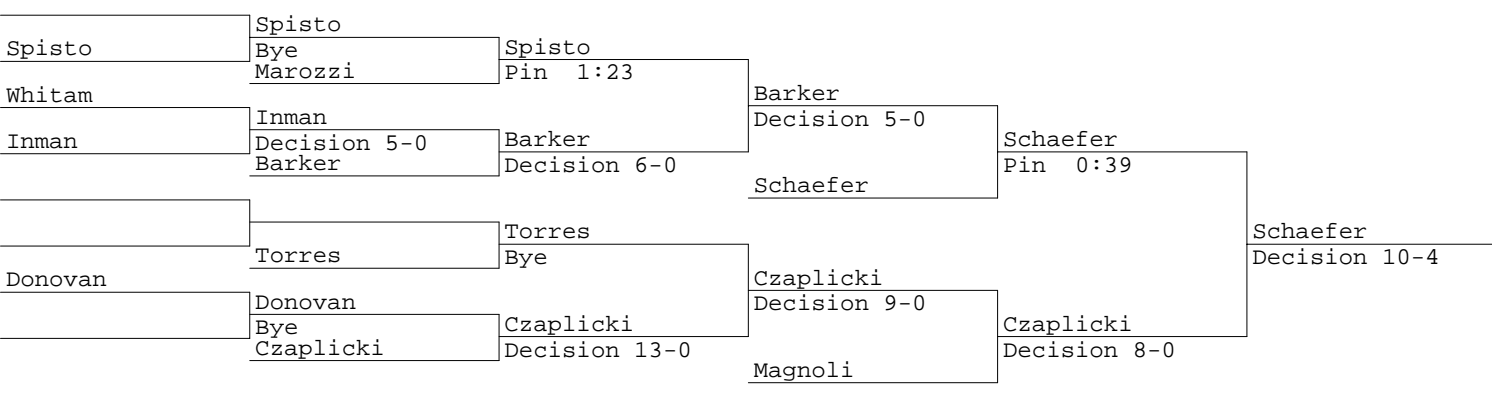 Spisto
Spisto
Bye
Spisto
Marozzi
Pin 1:23
Whitam
Barker
Inman
Decision 5-0
Inman
Decision 5-0
Barker
Schaefer
Barker
Decision 6-0
Pin 0:39
Schaefer
Torres
Schaefer
Torres
Bye
Decision 10-4
Donovan
Czaplicki
Donovan
Decision 9-0
Bye
Czaplicki
Czaplicki
Czaplicki
Decision 13-0
Decision 8-0
Magnoli